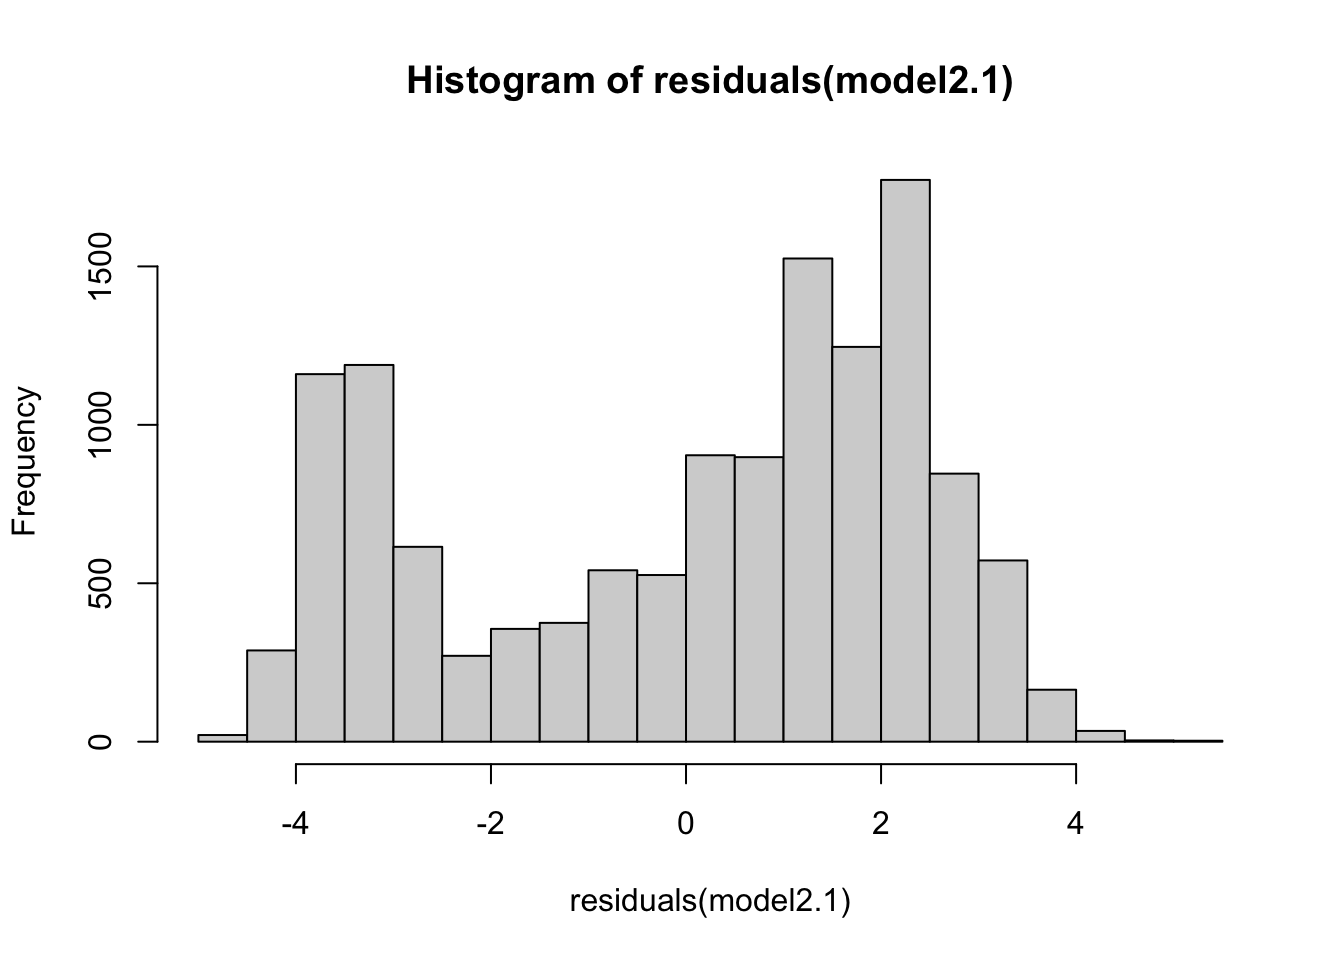 Histogram of residuals(model2.1)
Frequency
1500
1000
500
0
-4 -2 0 2 4
residuals(model2.1)